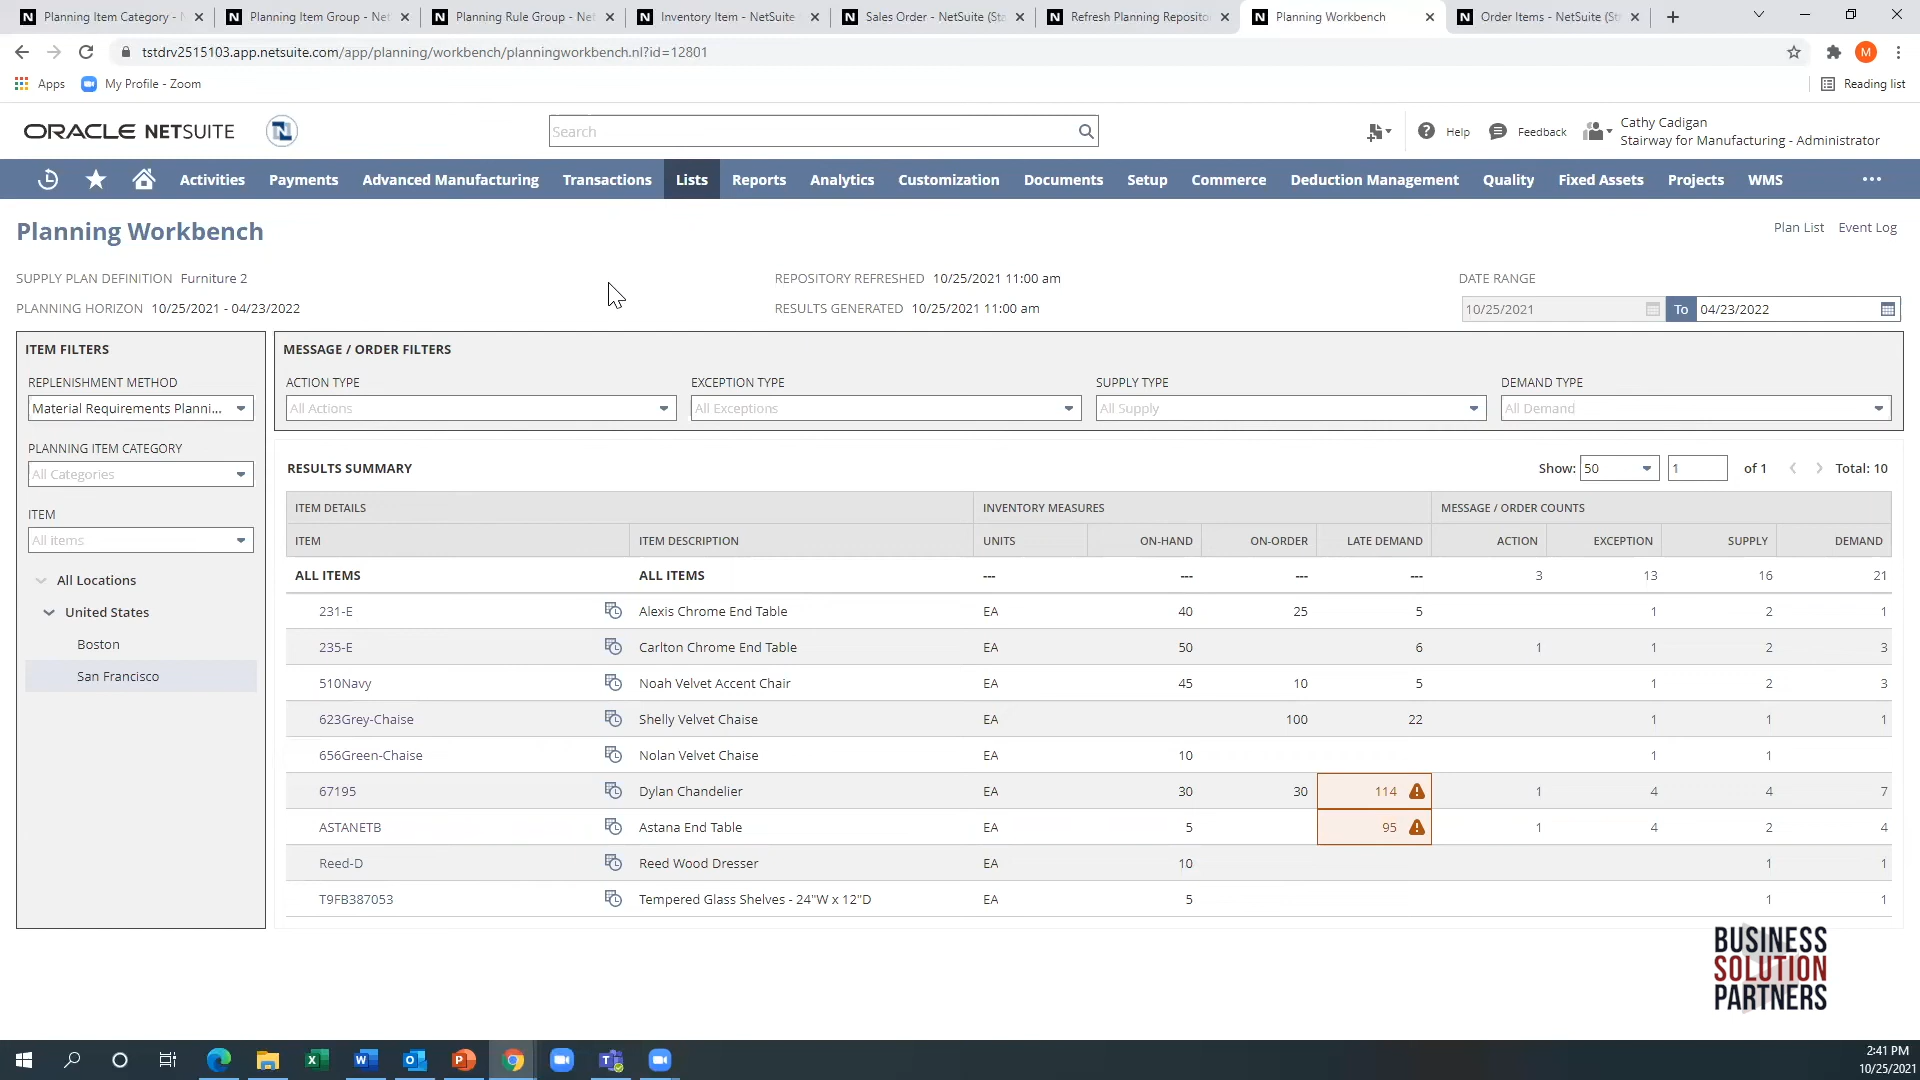 Planning Item Category -
Planning Item Group - Net
Planning Rule Group - Net
Inventory Item - NetSuite
Sales Order - NetSuite (Sta
Refresh Planning Reposito
Planning Workbench
Order Items - NetSuite (St
tstdrv2515103.app.netsuite.com/app/planning/workbench/planningworkbench.nl?id=12801
M
Apps
My Profile - Zoom
Reading list
ORACLE NETSUITE
Search
Help
Feedback
Cathy Cadigan
Stairway for Manufacturing - Administrator
Activities Payments Advanced Manufacturing Transactions Lists Reports Analytics Customization Documents Setup Commerce Deduction Management Quality Fixed Assets Projects WMS
Planning Workbench
Plan List Event Log
SUPPLY PLAN DEFINITION Furniture 2
REPOSITORY REFRESHED 10/25/2021 11:00 am
DATE RANGE
PLANNING HORIZON 10/25/2021 - 04/23/2022
RESULTS GENERATED 10/25/2021 11:00 am
10/25/2021 To 04/23/2022
ITEM FILTERS
REPLENISHMENT METHOD
Material Requirements Planni...
PLANNING ITEM CATEGORY
All Categories
ITEM
All items
All Locations
United States
Boston
San Francisco
MESSAGE / ORDER FILTERS
ACTION TYPE EXCEPTION TYPE SUPPLY TYPE DEMAND TYPE
All Actions All Exceptions All Supply All Demand
RESULTS SUMMARY
Show: 50 1 of 1 Total: 10
ITEM DETAILS INVENTORY MEASURES MESSAGE / ORDER COUNTS
ITEM ITEM DESCRIPTION UNITS ON-HAND ON-ORDER LATE DEMAND ACTION EXCEPTION SUPPLY DEMAND
ALL ITEMS ALL ITEMS --- --- --- --- 3 13 16 21
231-E Alexis Chrome End Table EA 40 25 5 1 2 1
235-E Carlton Chrome End Table EA 50 6 1 1 2 3
510Navy Noah Velvet Accent Chair EA 45 10 5 1 2 3
623Grey-Chaise Shelly Velvet Chaise EA 100 22 1 1 1
656Green-Chaise Nolan Velvet Chaise EA 10 1 1
67195 Dylan Chandelier EA 30 30 114 1 4 4 7
ASTANETB Astana End Table EA 5 95 1 4 2 4
Reed-D Reed Wood Dresser EA 10 1 1
T9FB387053 Tempered Glass Shelves - 24"W x 12"D EA 5 1 1
BUSINESS
SOLUTION
PARTNERS
2:41 PM
10/25/2021